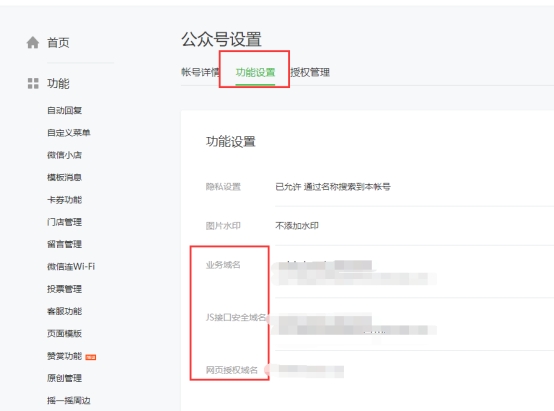 首页
功能
自动回复
自定义菜单
微信小店
模板消息
卡券功能
门店管理
留言管理
微信连Wi-Fi
投票管理
客服功能
页面模版
赞赏功能
原创管理
摇一摇周边
公众号设置
帐号详情 功能设置 授权管理
功能设置
隐私设置 已允许 通过名称搜索到本帐号
图片水印 不添加水印
业务域名
JS接口安全域名
网页授权域名